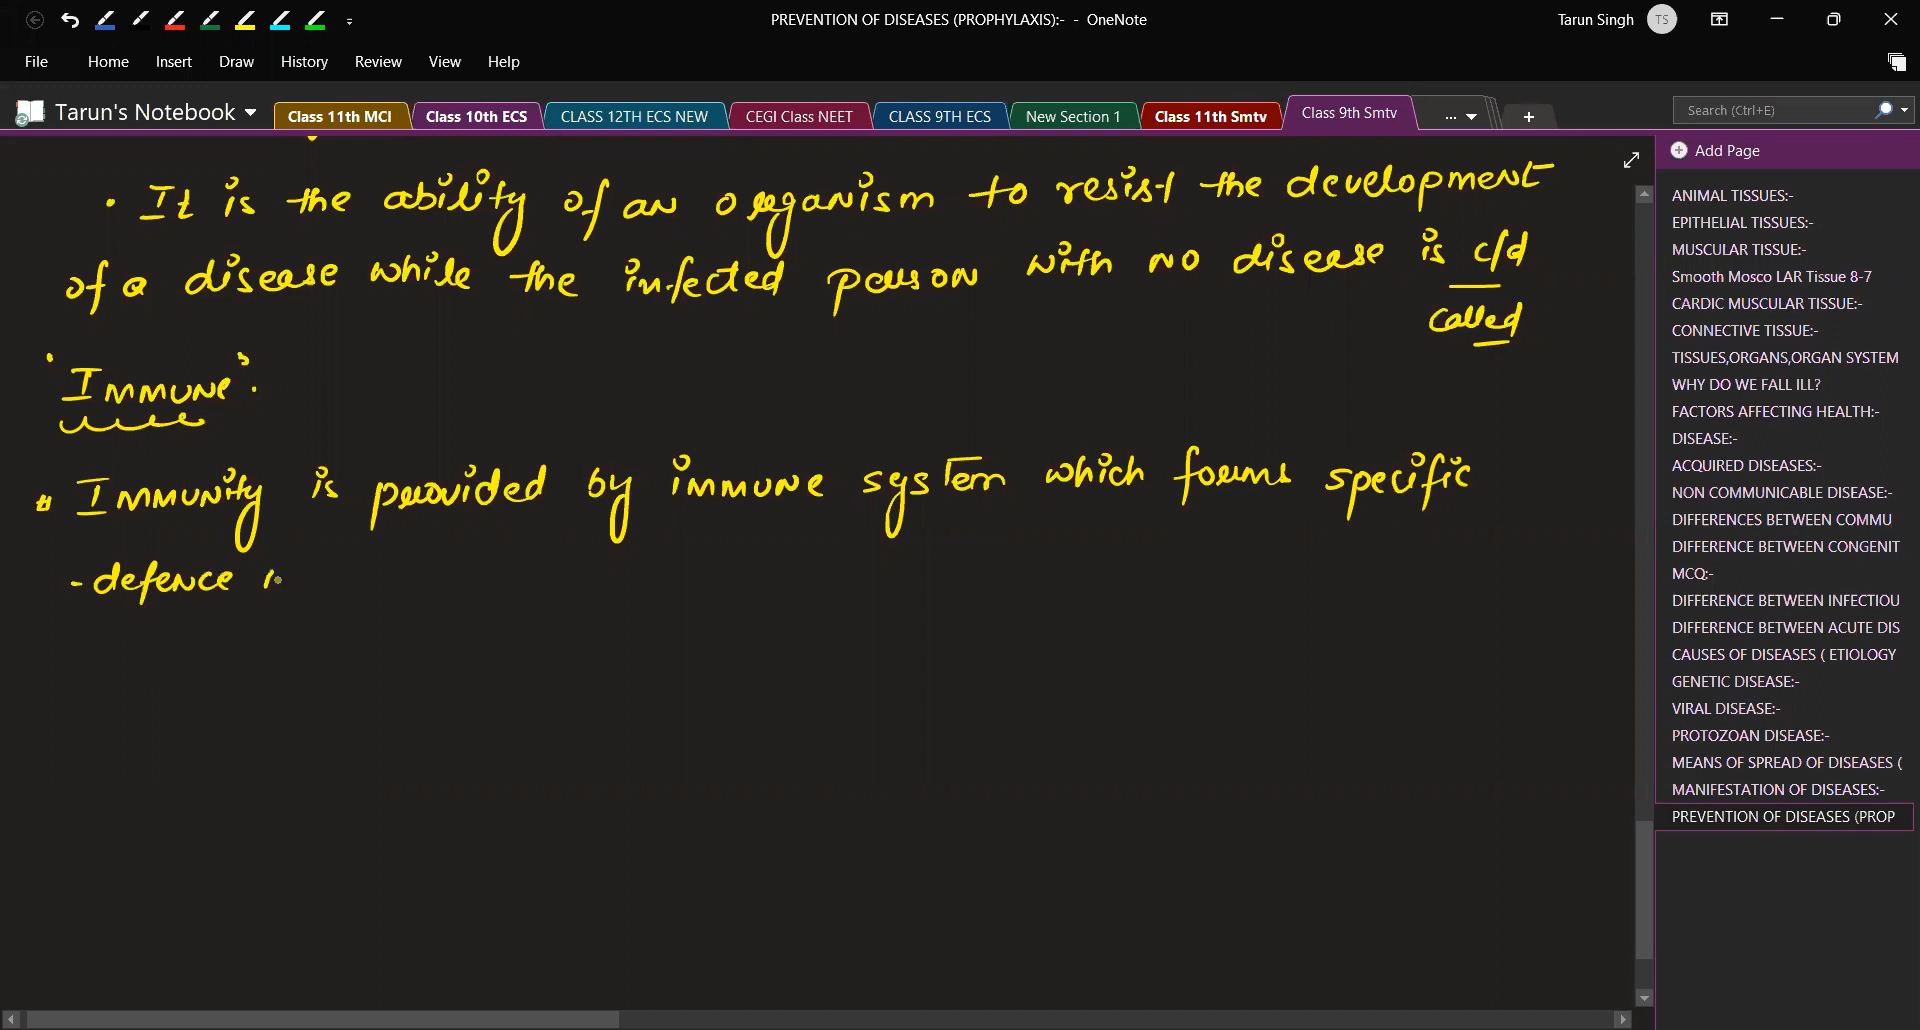 PREVENTION OF DISEASES (PROPHYLAXIS):- - OneNote
Tarun Singh TS
File Home Insert Draw History Review View Help
Tarun's Notebook
Class 11th MCI
Class 10th ECS
CLASS 12TH ECS NEW
CEGI Class NEET
CLASS 9TH ECS
New Section 1
Class 11th Smtv
Class 9th Smtv
...
+
Search (Ctrl+E)
• It is the ability of an organism to resist the development
of a disease while the infected person with no disease is c/d
called
'Immune'.
Immunity is provided by immune system which forms specific
- defence
Add Page
ANIMAL TISSUES:-
EPITHELIAL TISSUES:-
MUSCULAR TISSUE:-
Smooth Mosco LAR Tissue 8-7
CARDIC MUSCULAR TISSUE:-
CONNECTIVE TISSUE:-
TISSUES,ORGANS,ORGAN SYSTEM
WHY DO WE FALL ILL?
FACTORS AFFECTING HEALTH:-
DISEASE:-
ACQUIRED DISEASES:-
NON COMMUNICABLE DISEASE:-
DIFFERENCES BETWEEN COMMU
DIFFERENCE BETWEEN CONGENIT
MCQ:-
DIFFERENCE BETWEEN INFECTIOU
DIFFERENCE BETWEEN ACUTE DIS
CAUSES OF DISEASES ( ETIOLOGY
GENETIC DISEASE:-
VIRAL DISEASE:-
PROTOZOAN DISEASE:-
MEANS OF SPREAD OF DISEASES (
MANIFESTATION OF DISEASES:-
PREVENTION OF DISEASES (PROP